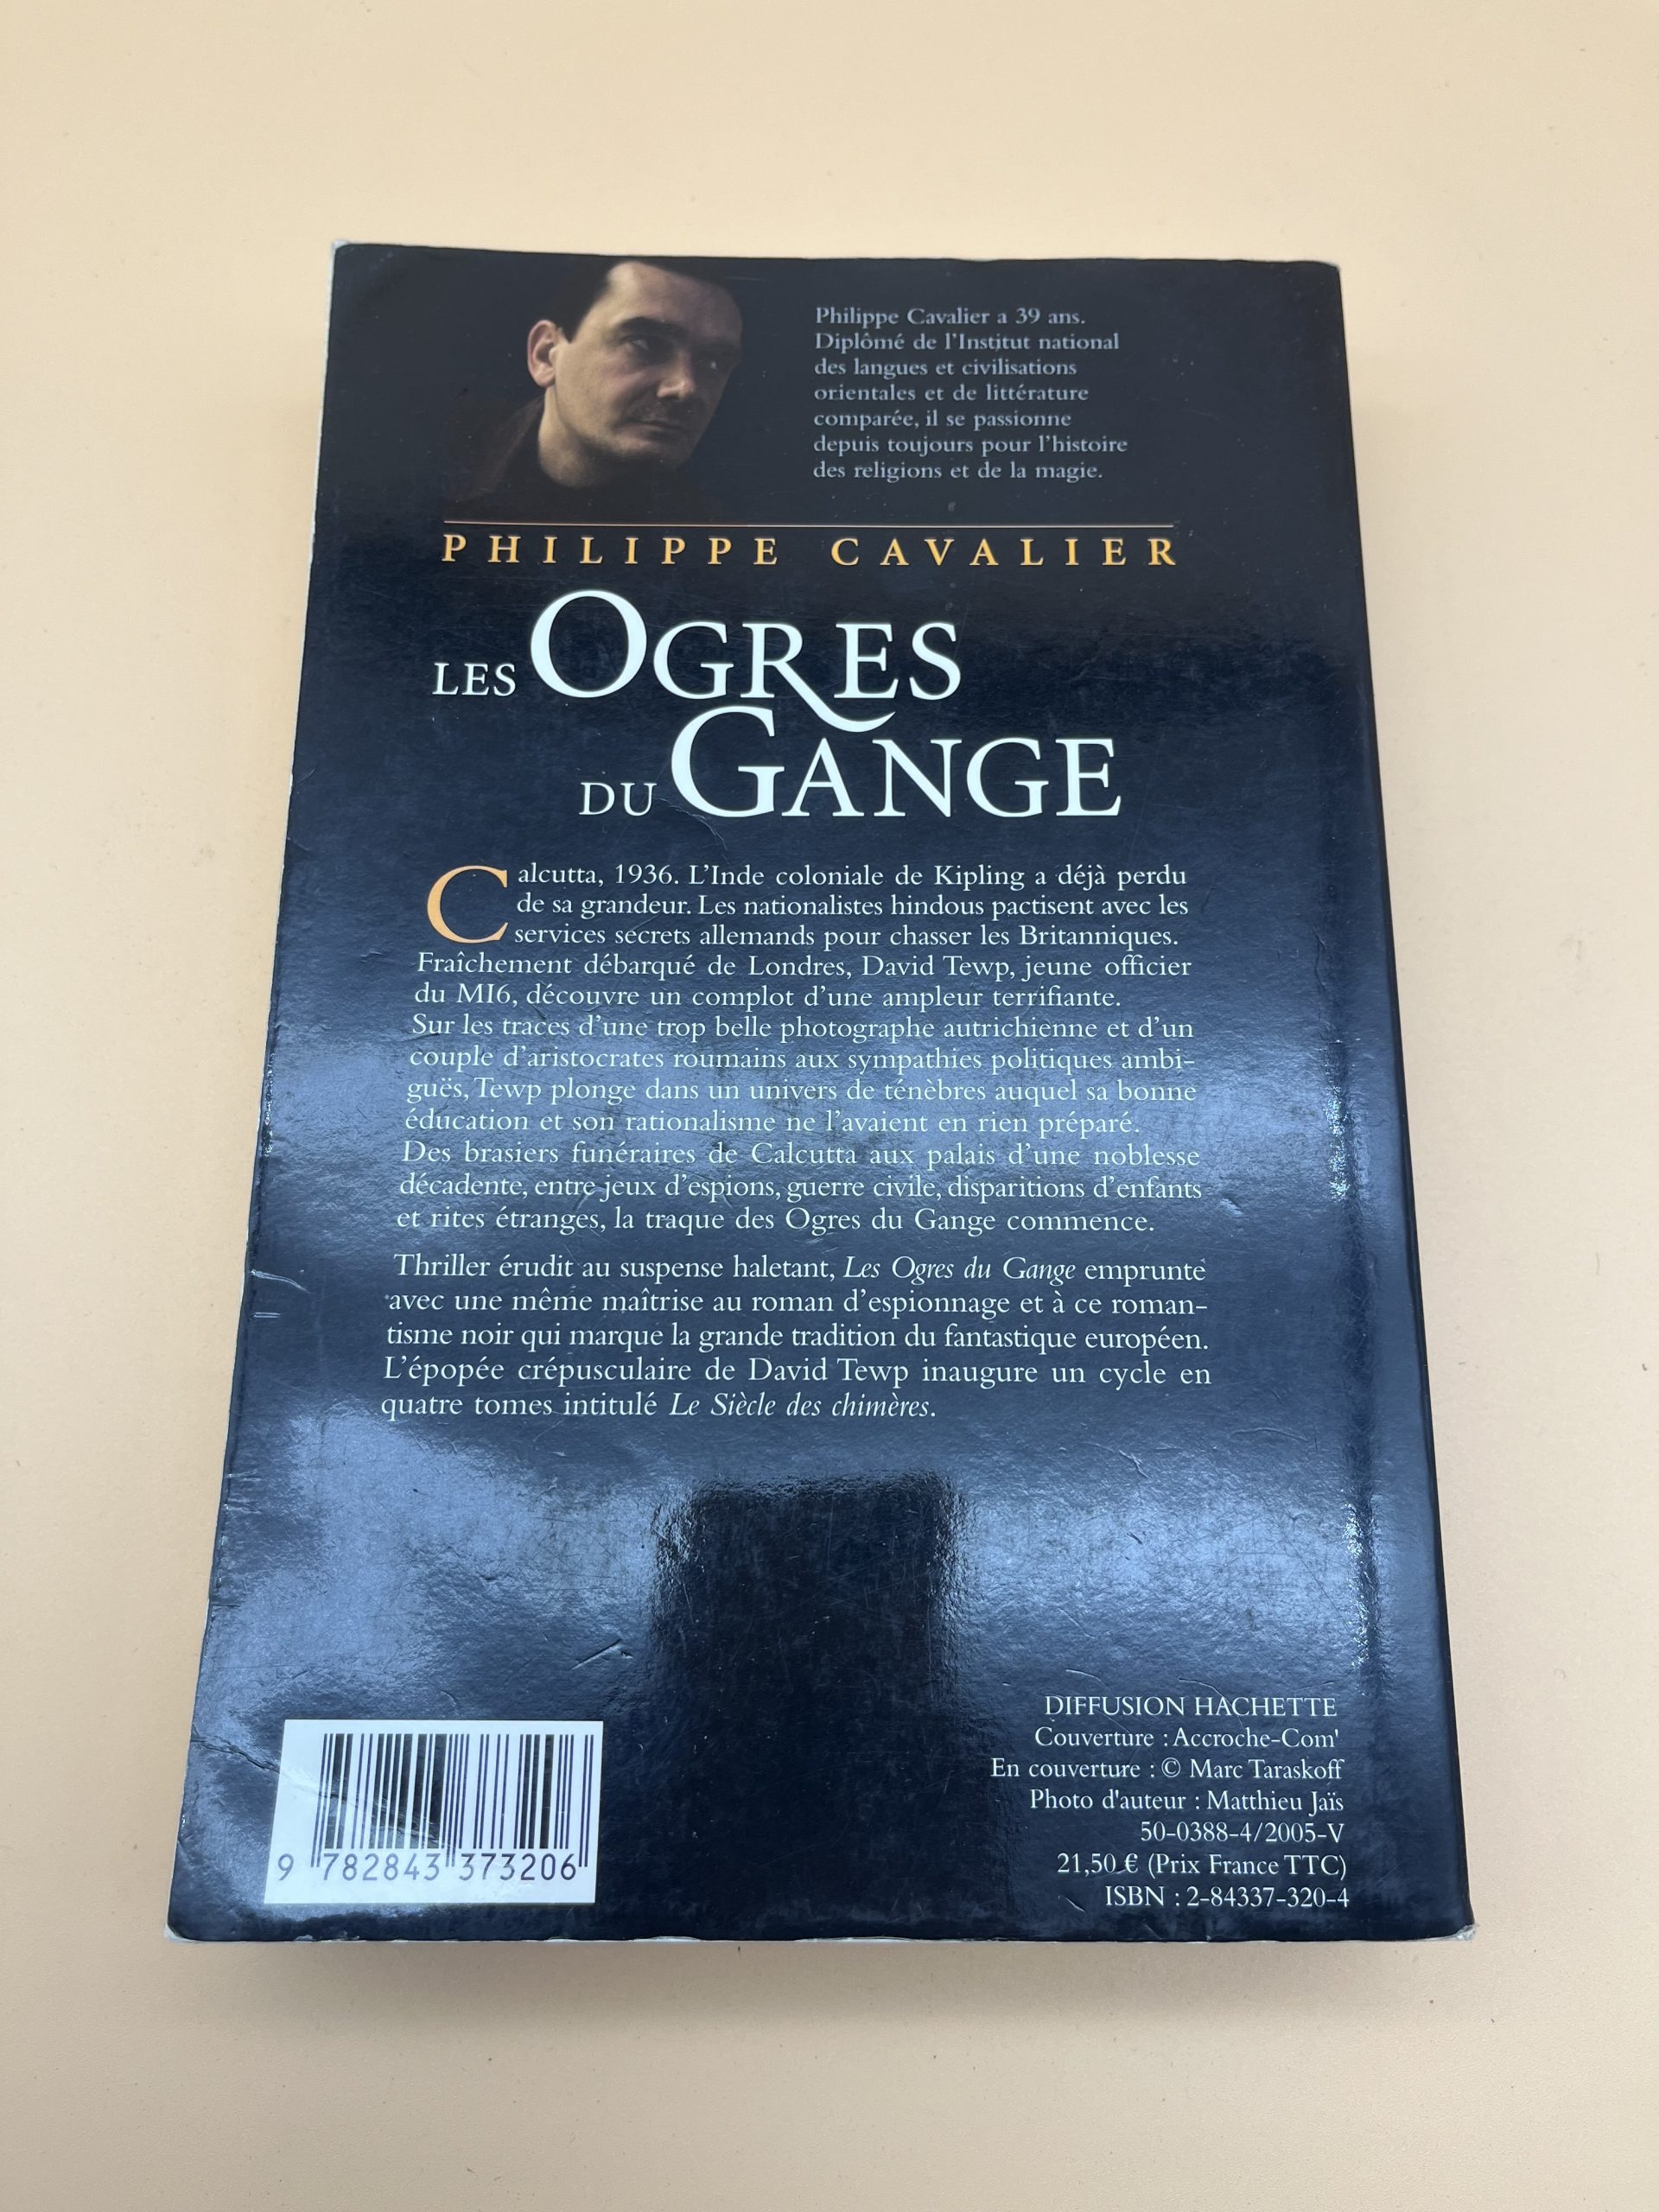 Philippe Cavalier a 39 ans.
Diplômé de l'Institut national
des langues et civilisations
orientales et de littérature
comparée, il se passionne
depuis toujours pour l'histoire
des religions et de la magie.
PHILIPPE CAVALIER
LES OGRES
DU GANGE
Calcutta, 1936. L'Inde coloniale de Kipling a déjà perdu
de sa grandeur. Les nationalistes hindous pactisent avec les
services secrets allemands pour chasser les Britanniques.
Fraîchement débarqué de Londres, David Tewp, jeune officier
du MI6, découvre un complot d'une ampleur terrifiante.
Sur les traces d'une trop belle photographe autrichienne et d'un
couple d'aristocrates roumains aux sympathies politiques ambi-
guës, Tewp plonge dans un univers de ténèbres auquel sa bonne
éducation et son rationalisme ne l'avaient en rien préparé.
Des brasiers funéraires de Calcutta aux palais d'une noblesse
décadente, entre jeux d'espions, guerre civile, disparitions d'enfants
et rites étranges, la traque des Ogres du Gange commence.
Thriller érudit au suspense haletant, Les Ogres du Gange emprunte
avec une même maîtrise au roman d'espionnage et à ce roman-
tisme noir qui marque la grande tradition du fantastique européen.
L'épopée crépusculaire de David Tewp inaugure un cycle en
quatre tomes intitulé Le Siècle des chimères.
DIFFUSION HACHETTE
Couverture : Accroche-Com'
En couverture : © Marc Taraskoff
Photo d'auteur : Matthieu Jaïs
50-0388-4/2005-V
21,50 € (Prix France TTC)
ISBN : 2-84337-320-4
9 782843 373206